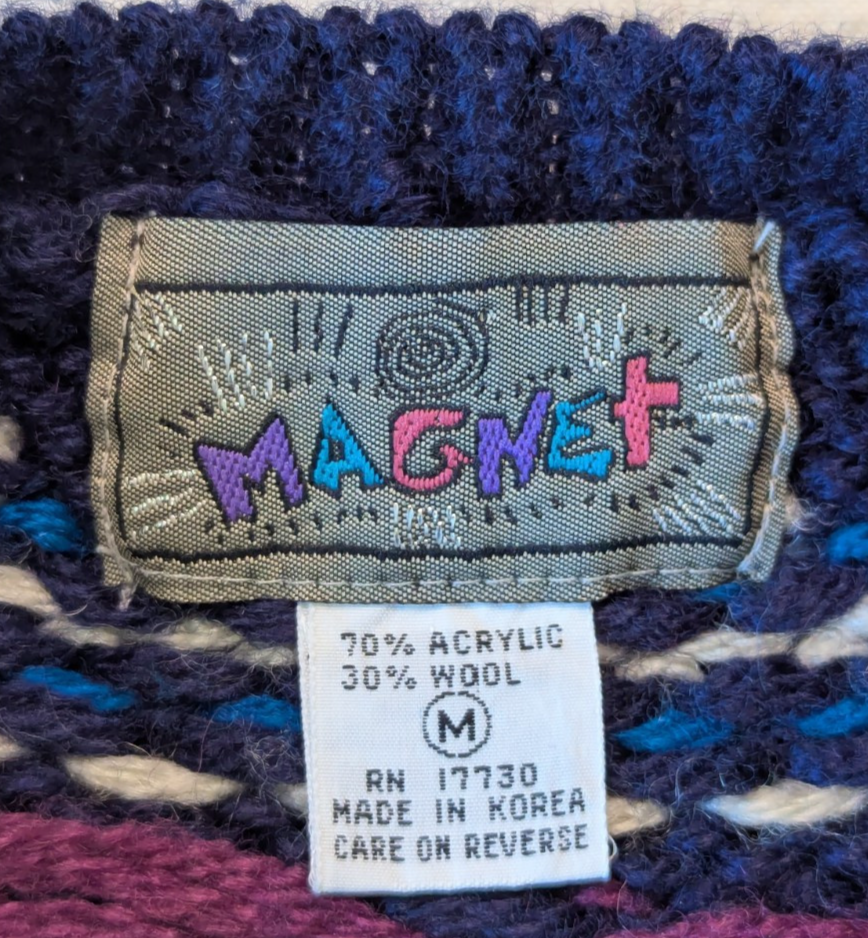 MAGNET
70% ACRYLIC
30% WOOL
M
RN 17730
MADE IN KOREA
CARE ON REVERSE